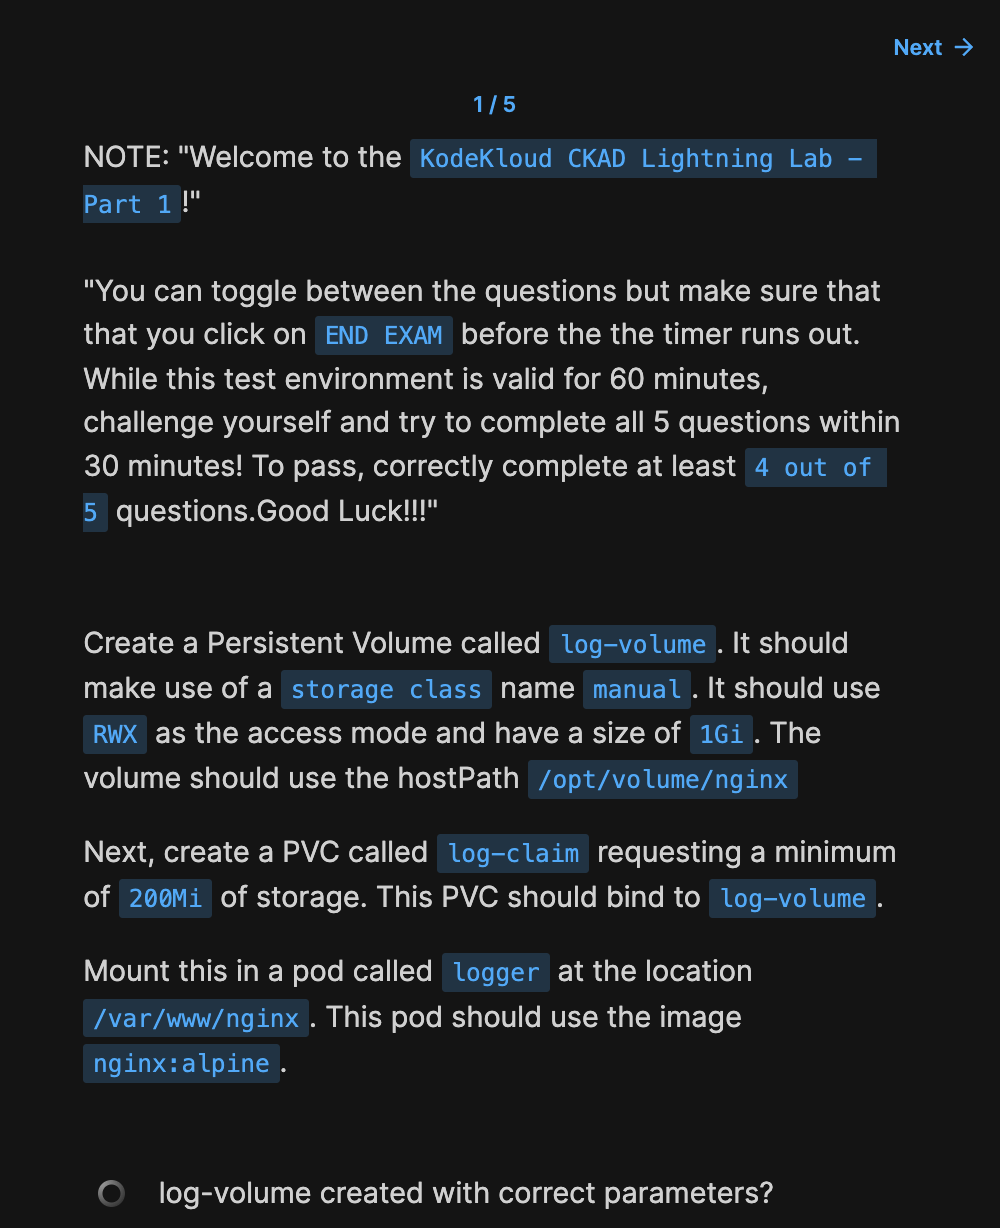 Next →
1 / 5
NOTE: "Welcome to the KodeKloud CKAD Lightning Lab –
Part 1!"
"You can toggle between the questions but make sure that
that you click on END EXAM before the the timer runs out.
While this test environment is valid for 60 minutes,
challenge yourself and try to complete all 5 questions within
30 minutes! To pass, correctly complete at least 4 out of
5 questions.Good Luck!!!"
Create a Persistent Volume called log-volume. It should
make use of a storage class name manual. It should use
RWX as the access mode and have a size of 1Gi. The
volume should use the hostPath /opt/volume/nginx
Next, create a PVC called log-claim requesting a minimum
of 200Mi of storage. This PVC should bind to log-volume.
Mount this in a pod called logger at the location
/var/www/nginx. This pod should use the image
nginx:alpine.
log-volume created with correct parameters?